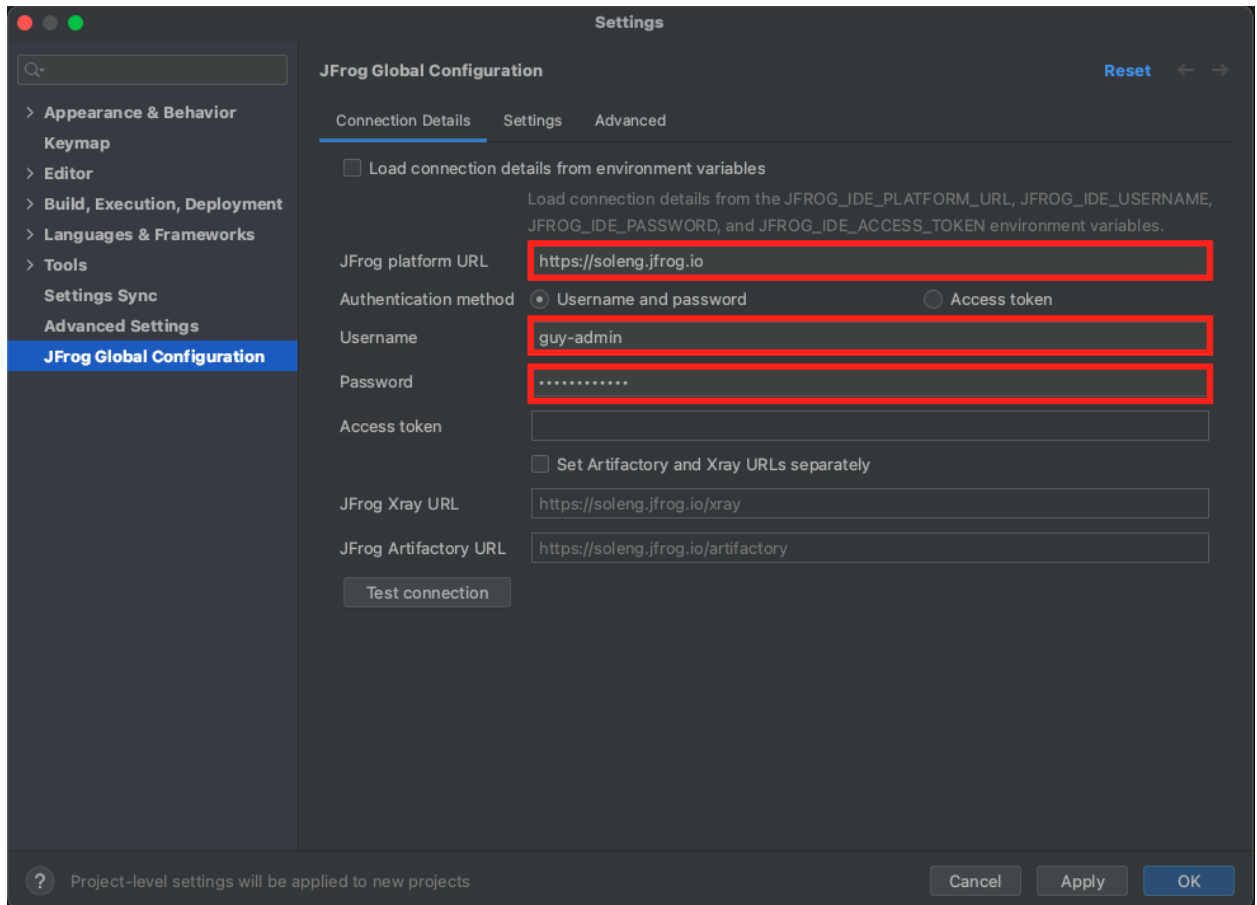 Settings
Appearance & Behavior
Keymap
Editor
Build, Execution, Deployment
Languages & Frameworks
Tools
Settings Sync
Advanced Settings
JFrog Global Configuration
JFrog Global Configuration
Reset
Connection Details Settings Advanced
Load connection details from environment variables
Load connection details from the JFROG_IDE_PLATFORM_URL, JFROG_IDE_USERNAME,
JFROG_IDE_PASSWORD, and JFROG_IDE_ACCESS_TOKEN environment variables.
JFrog platform URL https://soleng.jfrog.io
Authentication method Username and password Access token
Username guy-admin
Password ••••••••••••
Access token
Set Artifactory and Xray URLs separately
JFrog Xray URL https://soleng.jfrog.io/xray
JFrog Artifactory URL https://soleng.jfrog.io/artifactory
Test connection
? Project-level settings will be applied to new projects
Cancel Apply OK